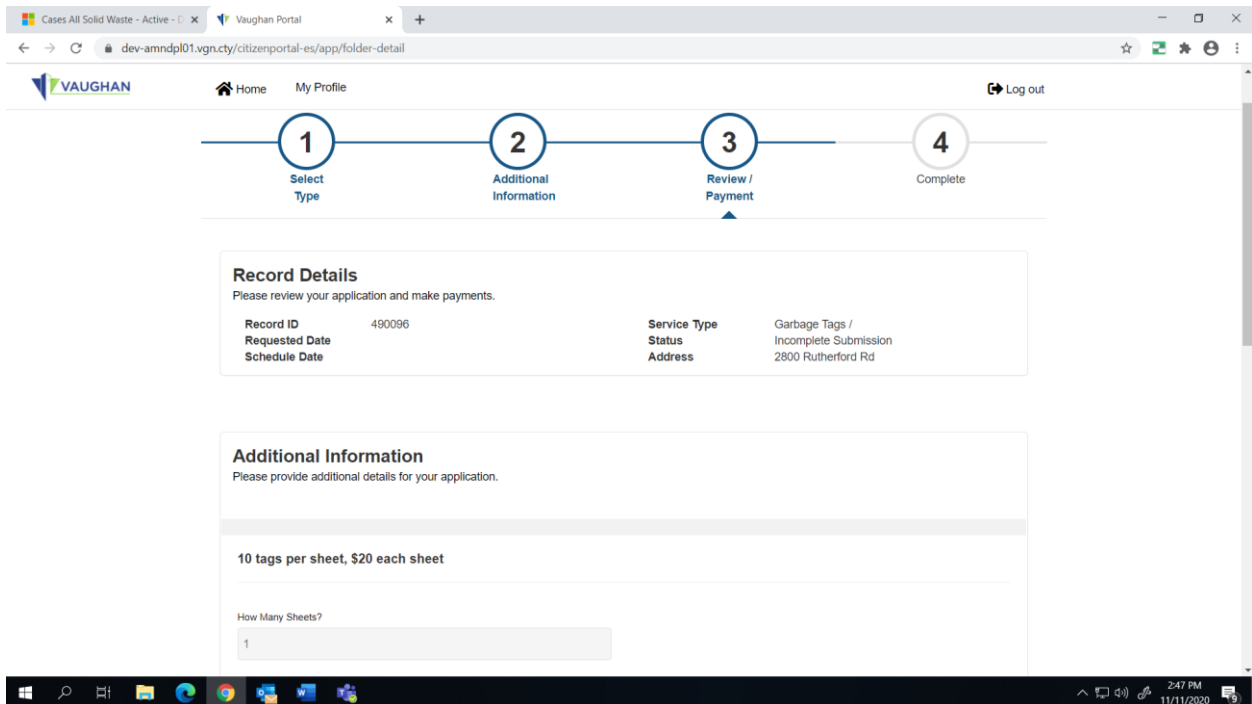 Cases All Solid Waste - Active - D
Vaughan Portal
dev-amndpl01.vgn.cty/citizenportal-es/app/folder-detail
VAUGHAN
Home My Profile Log out
1 2 3 4
Select Type
Additional Information
Review / Payment
Complete
Record Details
Please review your application and make payments.
Record ID 490096
Requested Date
Schedule Date
Service Type Garbage Tags /
Status Incomplete Submission
Address 2800 Rutherford Rd
Additional Information
Please provide additional details for your application.
10 tags per sheet, $20 each sheet
How Many Sheets?
1
2:47 PM
11/11/2020
9